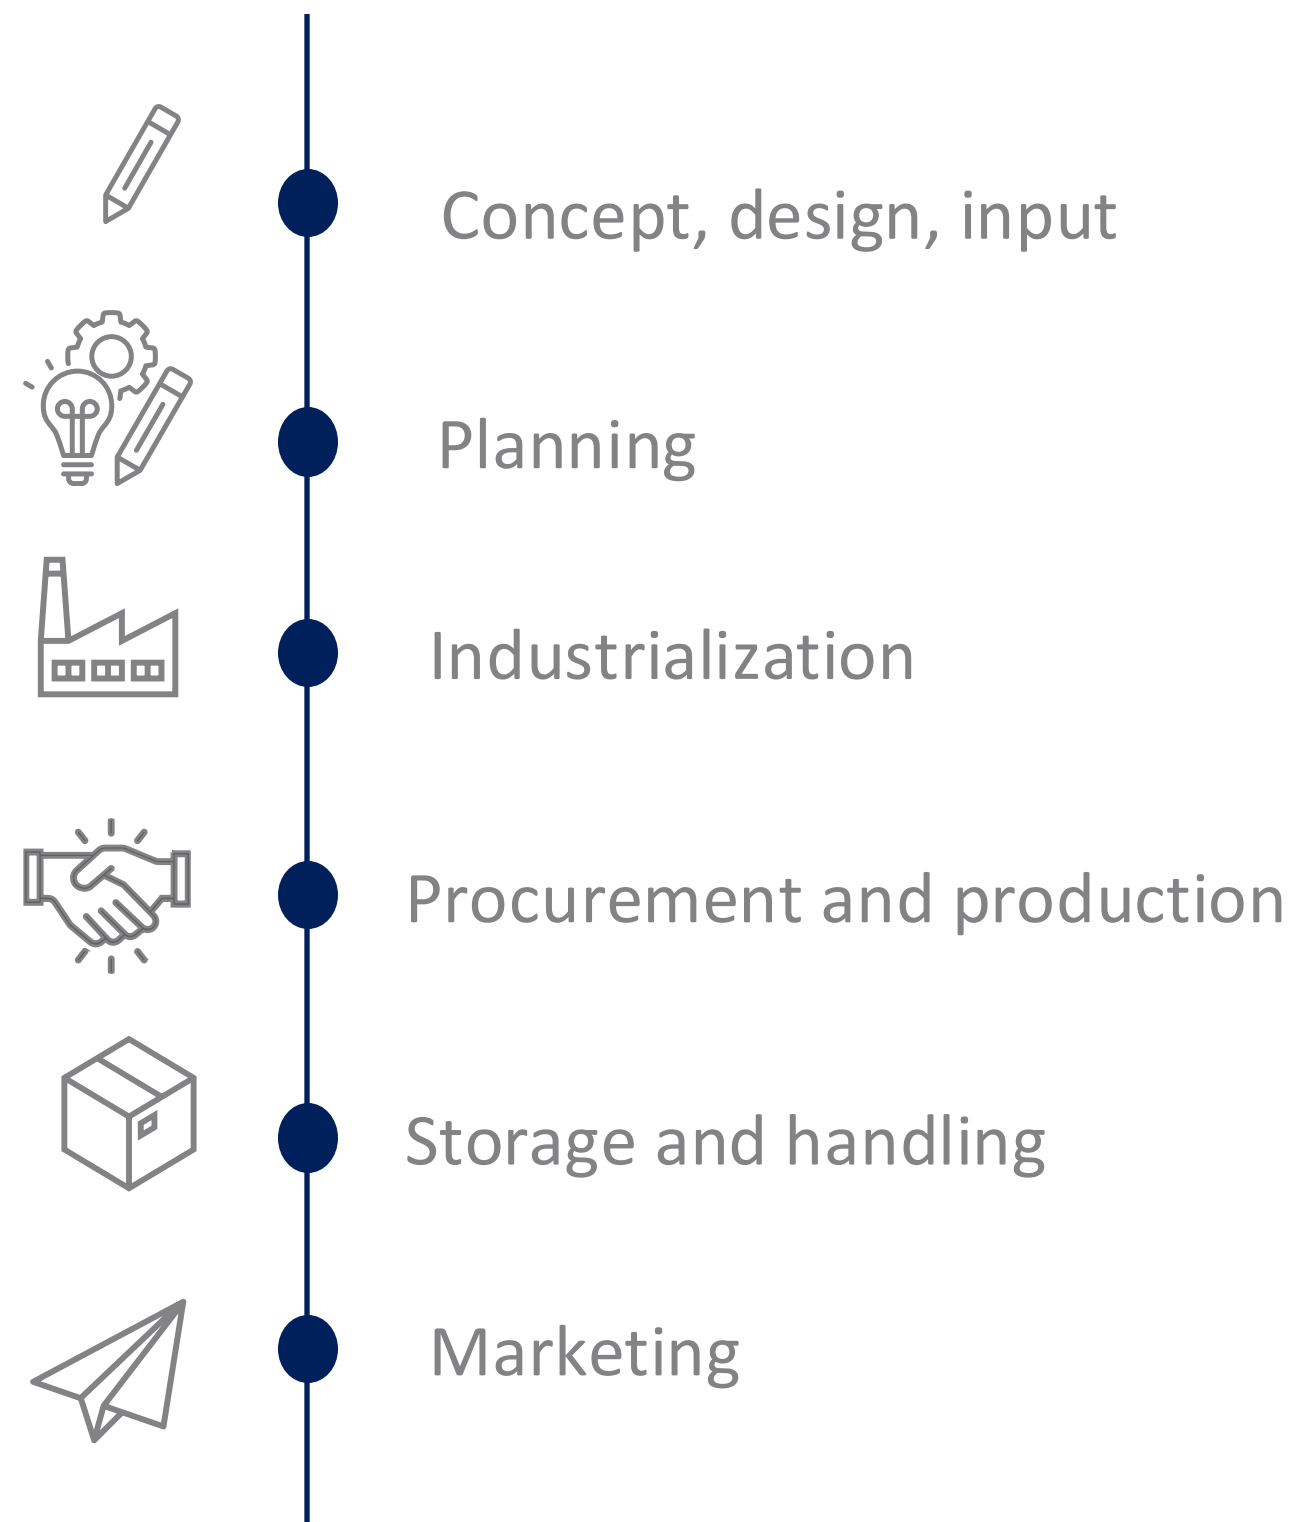 Concept, design, input
Planning
Industrialization
Procurement and production
Storage and handling
Marketing